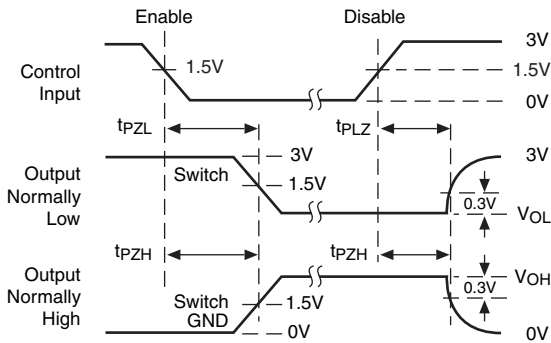 Enable Disable
3V
Control Input
1.5V 1.5V
0V
tPZL tPLZ
Output Normally Low
Switch
3V 3V
1.5V
0.3V
VOL
tPZH tPZH
Output Normally High
VOH
0.3V
Switch GND
1.5V
0V 0V